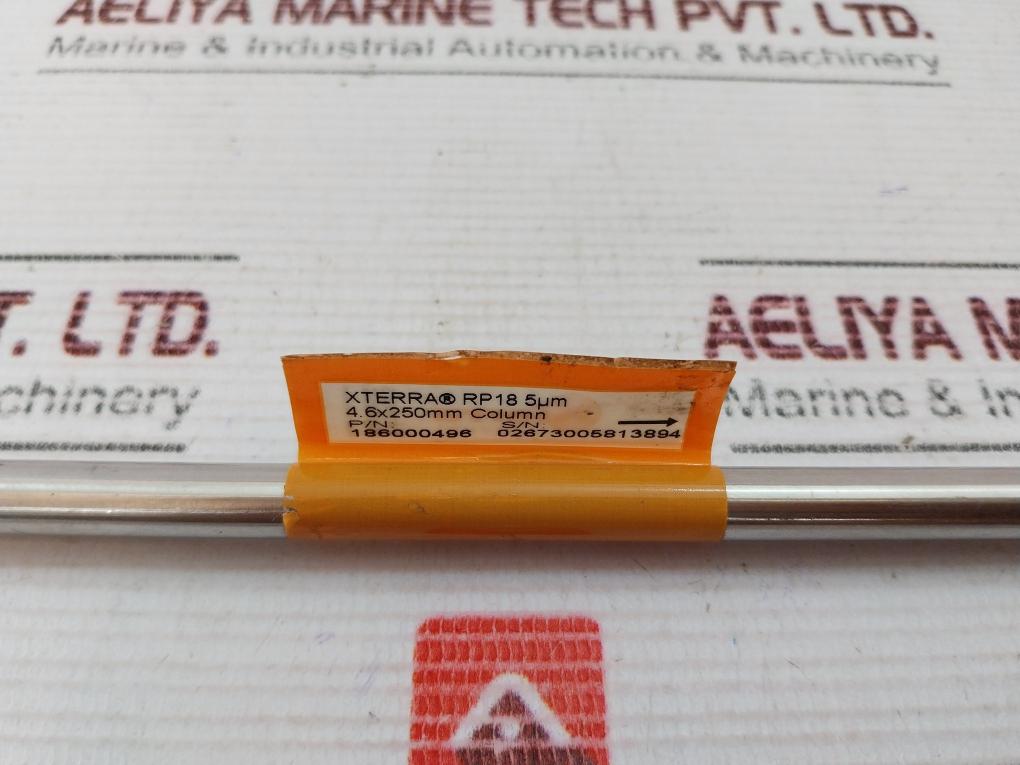 AELIYA MARINE TECH PVT. LTD.
Marine & Industrial Automation & Machinery
T. LTD.
chinery
AELIYA M
Marine & In
XTERRA® RP18 5µm
4.6x250mm Column
P/N: S/N:
186000496 02673005813894